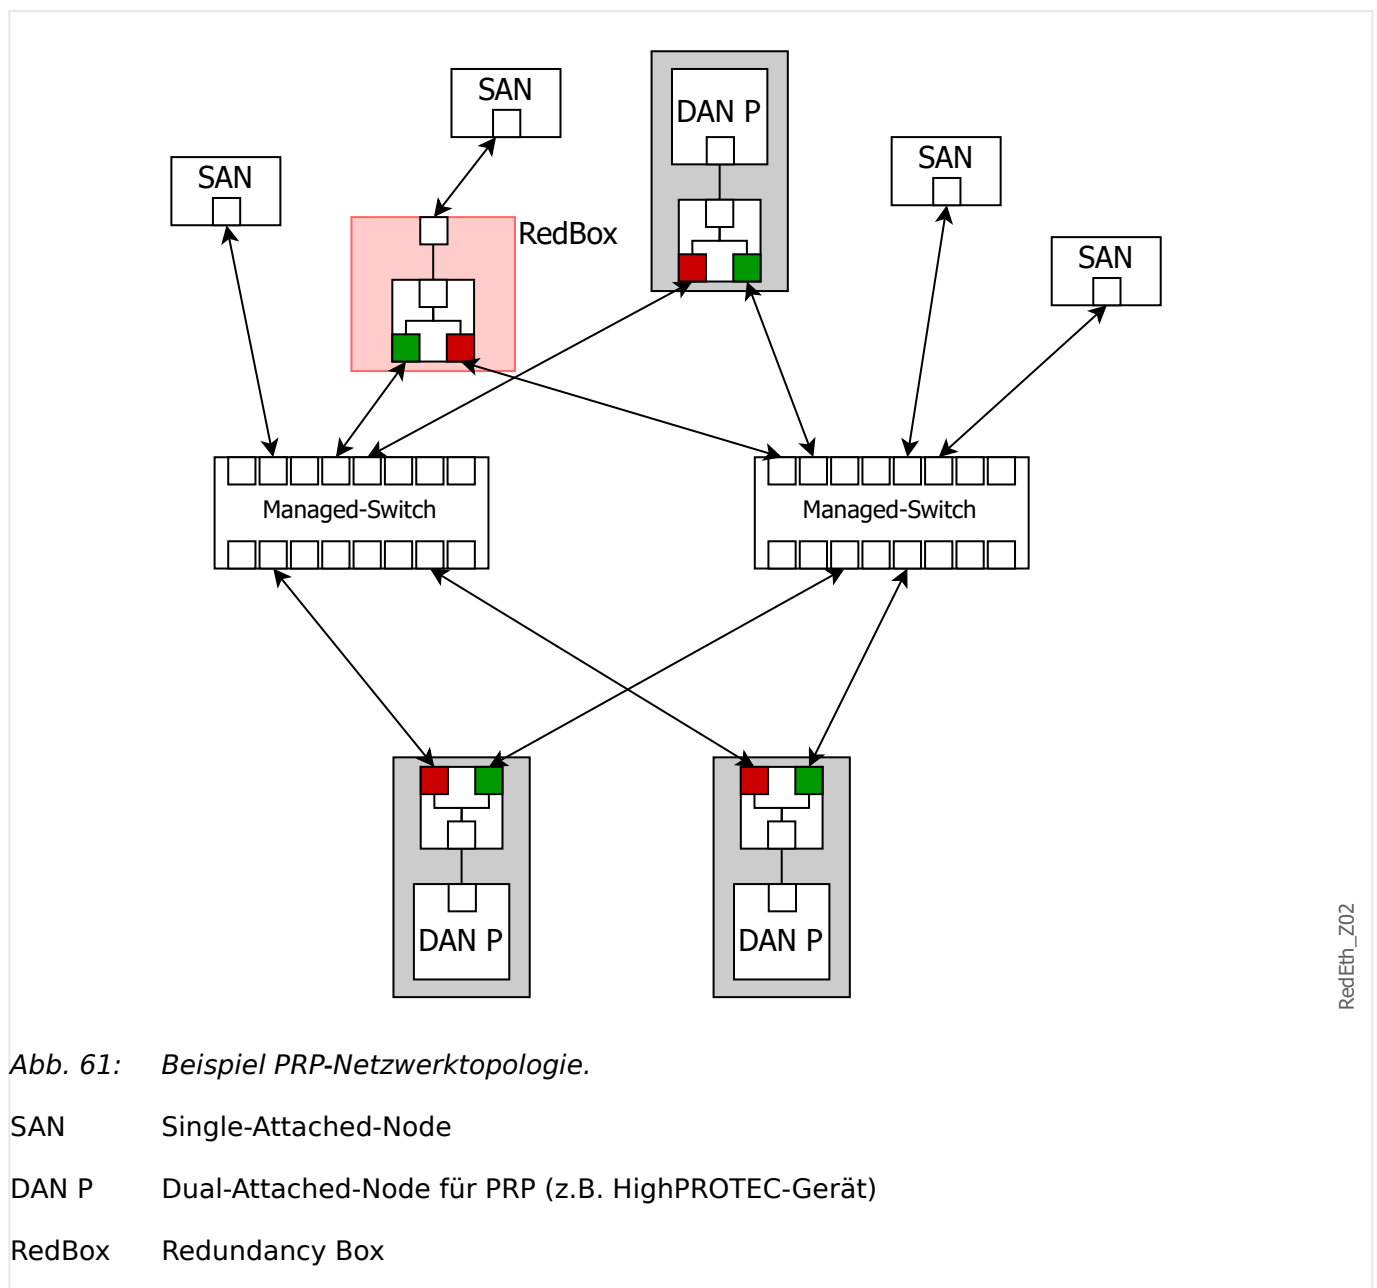 SAN
DAN P
SAN
SAN
RedBox
SAN
Managed-Switch
Managed-Switch
DAN P
DAN P
RedEth_Z02
Abb. 61: Beispiel PRP-Netzwerktopologie.
SAN Single-Attached-Node
DAN P Dual-Attached-Node für PRP (z.B. HighPROTEC-Gerät)
RedBox Redundancy Box